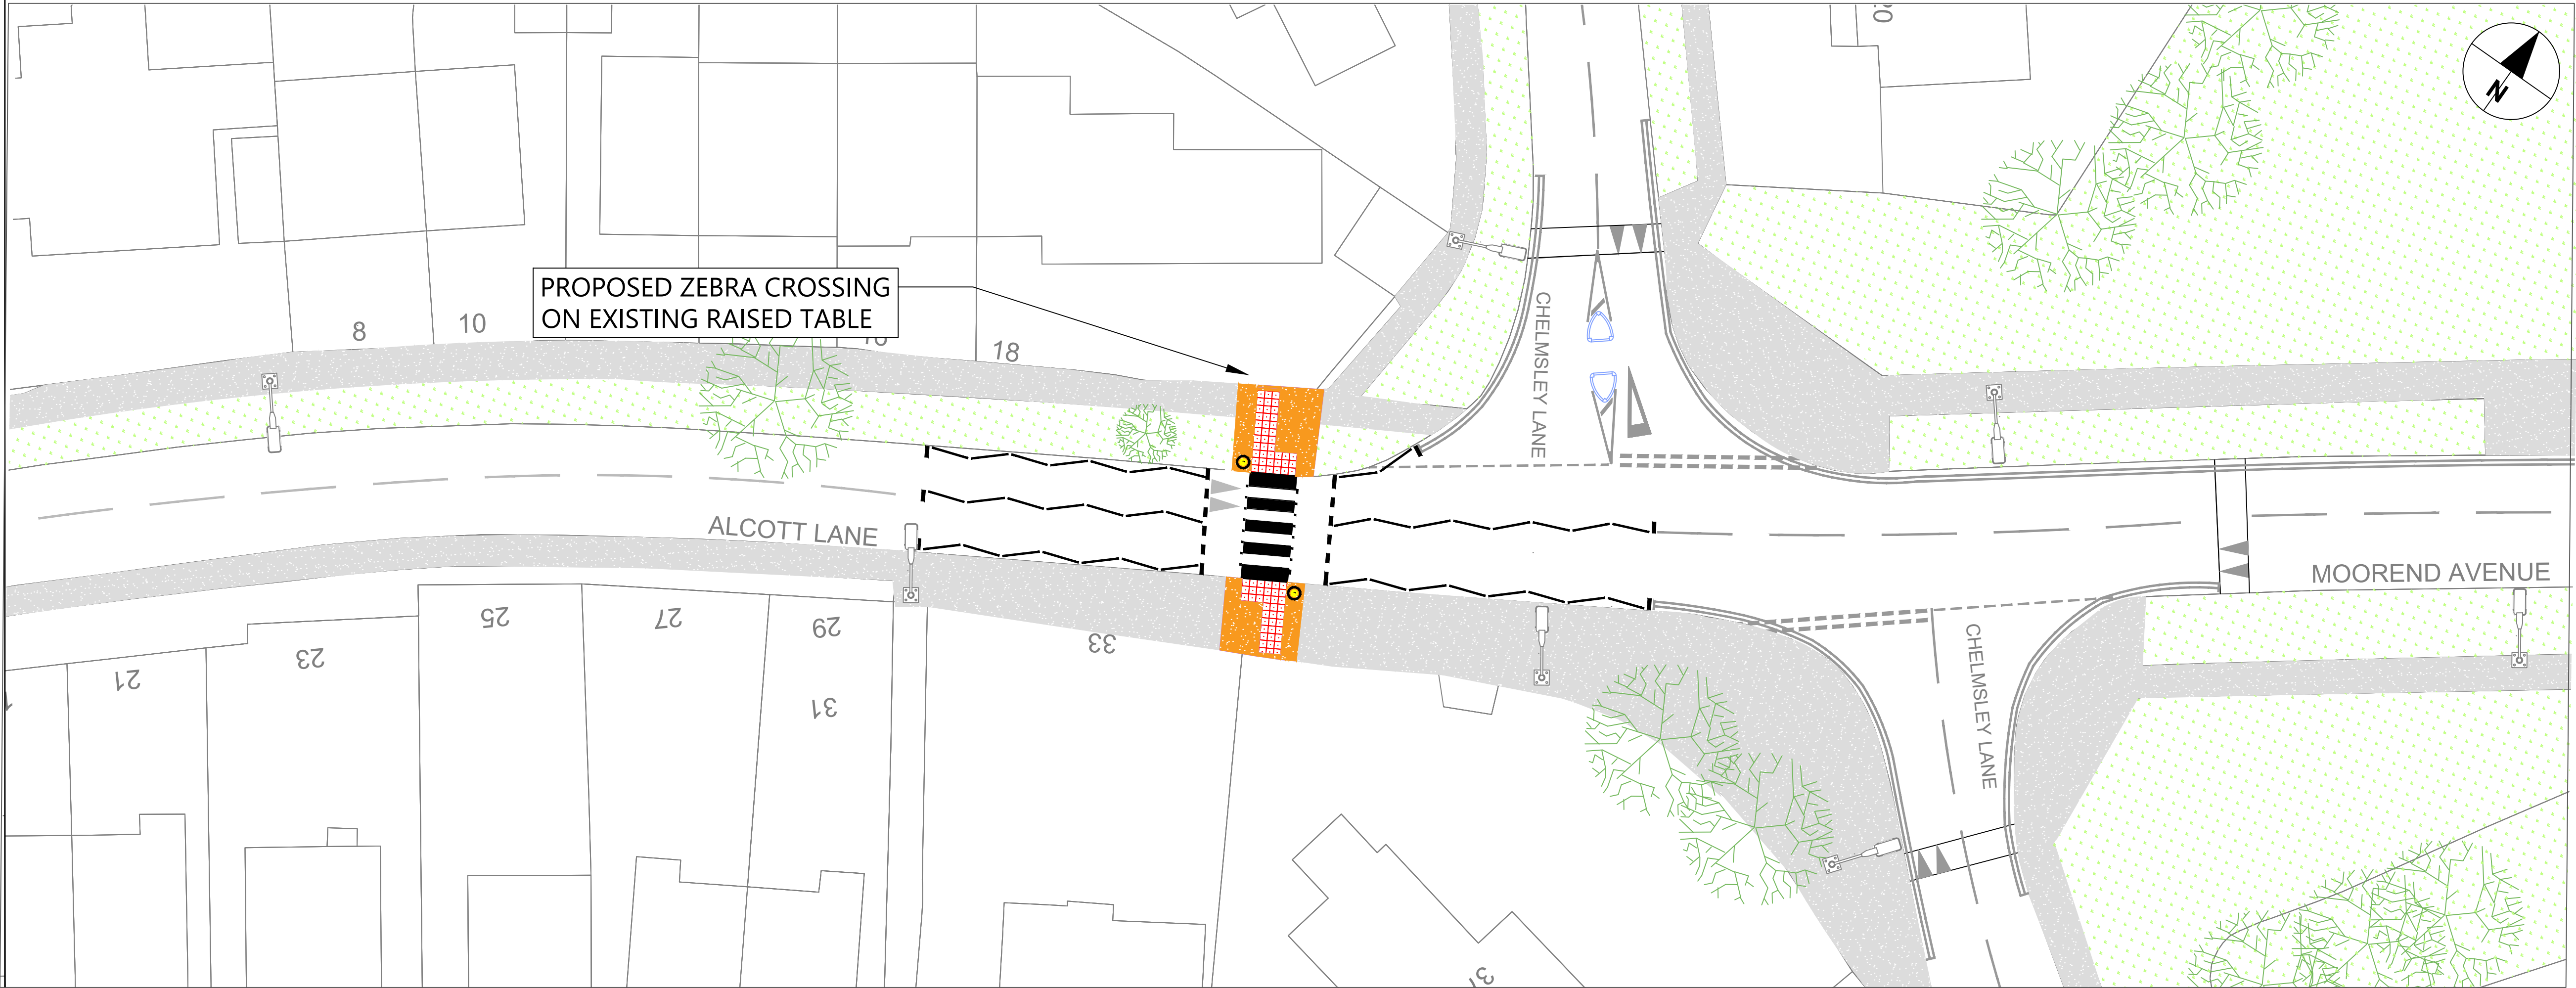 N
PROPOSED ZEBRA CROSSING
ON EXISTING RAISED TABLE
8
10
18
CHELMSLEY LANE
ALCOTT LANE
MOOREND AVENUE
CHELMSLEY LANE
21
23
25
27
29
31
33